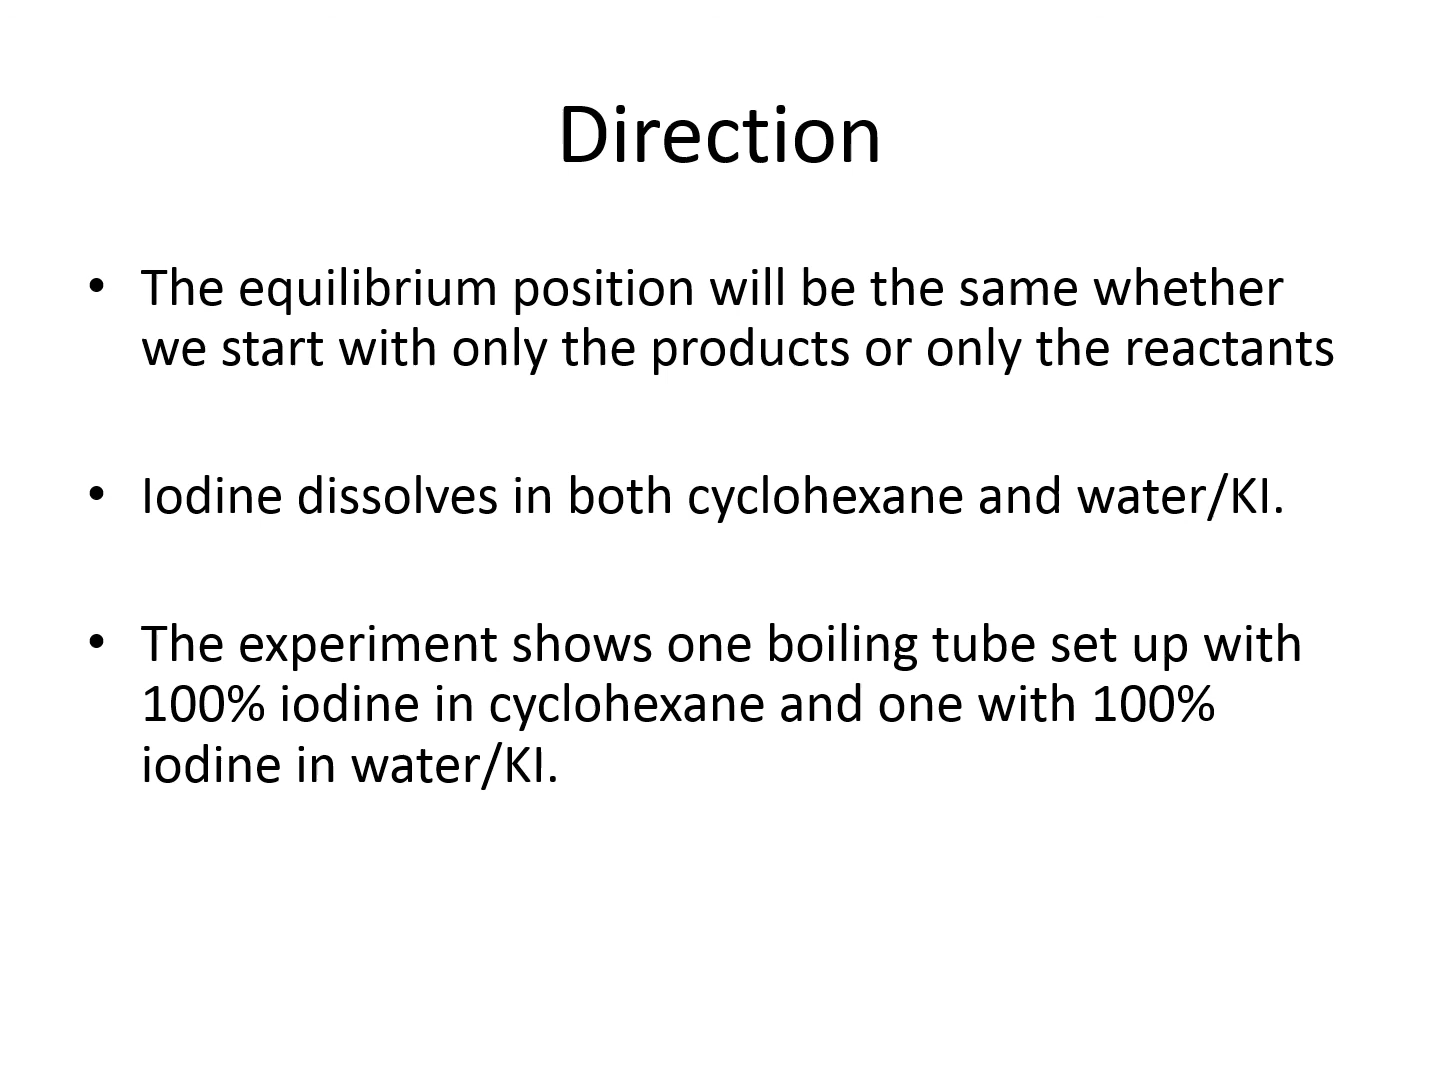 Direction
• The equilibrium position will be the same whether
we start with only the products or only the reactants
• Iodine dissolves in both cyclohexane and water/KI.
• The experiment shows one boiling tube set up with
100% iodine in cyclohexane and one with 100%
iodine in water/KI.